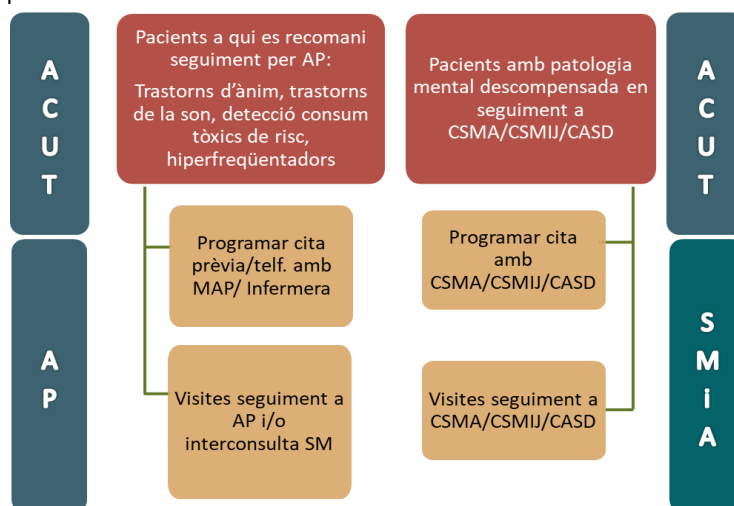 A
C
U
T
Pacients a qui es recomani
seguiment per AP:
Trastorns d'ànim, trastorns
de la son, detecció consum
tòxics de risc,
hiperfreqüentadors
Pacients amb patologia
mental descompensada en
seguiment a
CSMA/CSMIJ/CASD
A
C
U
T
A
P
Programar cita
prèvia/telf. amb
MAP/ Infermera
Visites seguiment a
AP i/o
interconsulta SM
Programar cita
amb
CSMA/CSMIJ/CASD
Visites seguiment a
CSMA/CSMIJ/CASD
S
M
i
A